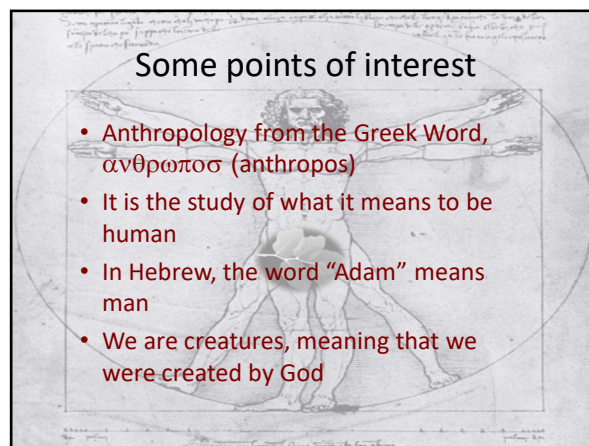 Some points of interest
• Anthropology from the Greek Word,
ανθρωποσ (anthropos)
• It is the study of what it means to be
human
• In Hebrew, the word “Adam” means
man
• We are creatures, meaning that we
were created by God